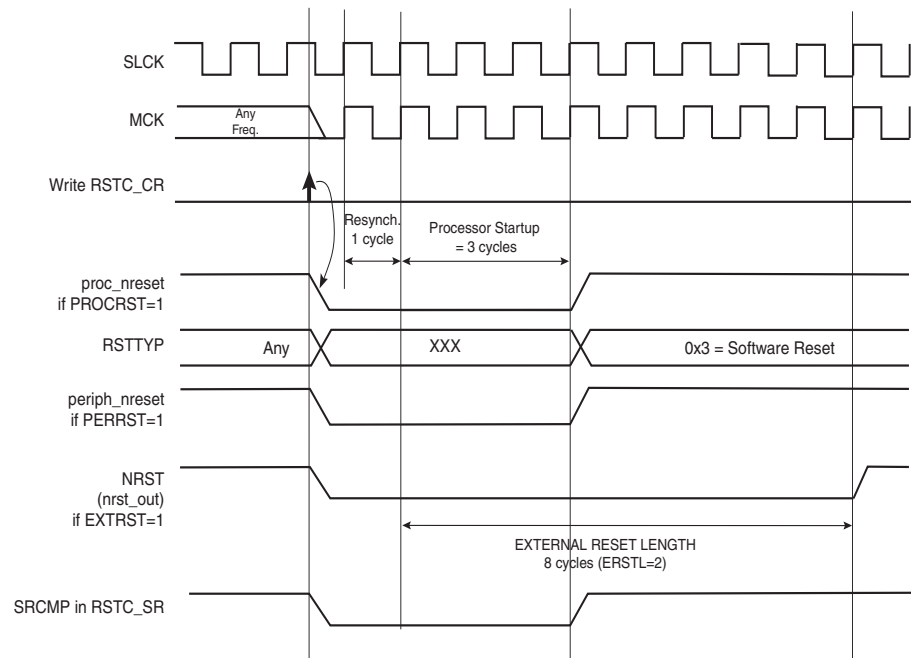 SLCK
MCK
Any
Freq.
Write RSTC_CR
Resynch.
1 cycle
Processor Startup
= 3 cycles
proc_nreset
if PROCRST=1
RSTTYP
Any
XXX
0x3 = Software Reset
periph_nreset
if PERRST=1
NRST
(nrst_out)
if EXTRST=1
EXTERNAL RESET LENGTH
8 cycles (ERSTL=2)
SRCMP in RSTC_SR